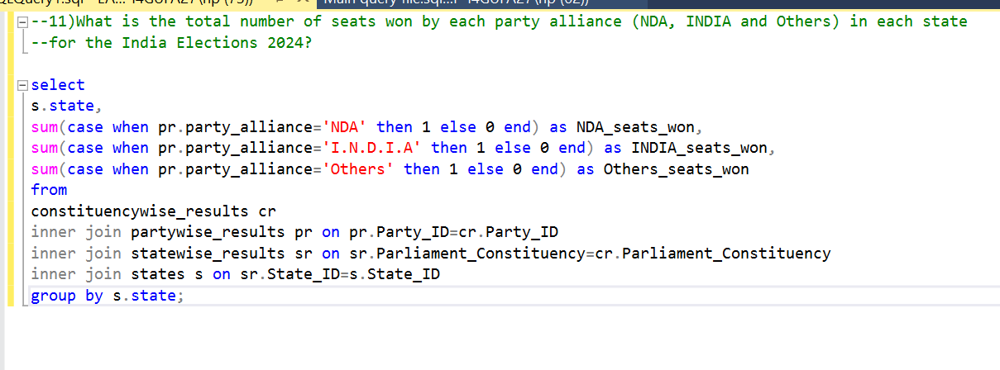 Main query
--11)What is the total number of seats won by each party alliance (NDA, INDIA and Others) in each state
--for the India Elections 2024?
select
s.state,
sum(case when pr.party_alliance='NDA' then 1 else 0 end) as NDA_seats_won,
sum(case when pr.party_alliance='I.N.D.I.A' then 1 else 0 end) as INDIA_seats_won,
sum(case when pr.party_alliance='Others' then 1 else 0 end) as Others_seats_won
from
constituencywise_results cr
inner join partywise_results pr on pr.Party_ID=cr.Party_ID
inner join statewise_results sr on sr.Parliament_Constituency=cr.Parliament_Constituency
inner join states s on sr.State_ID=s.State_ID
group by s.state;